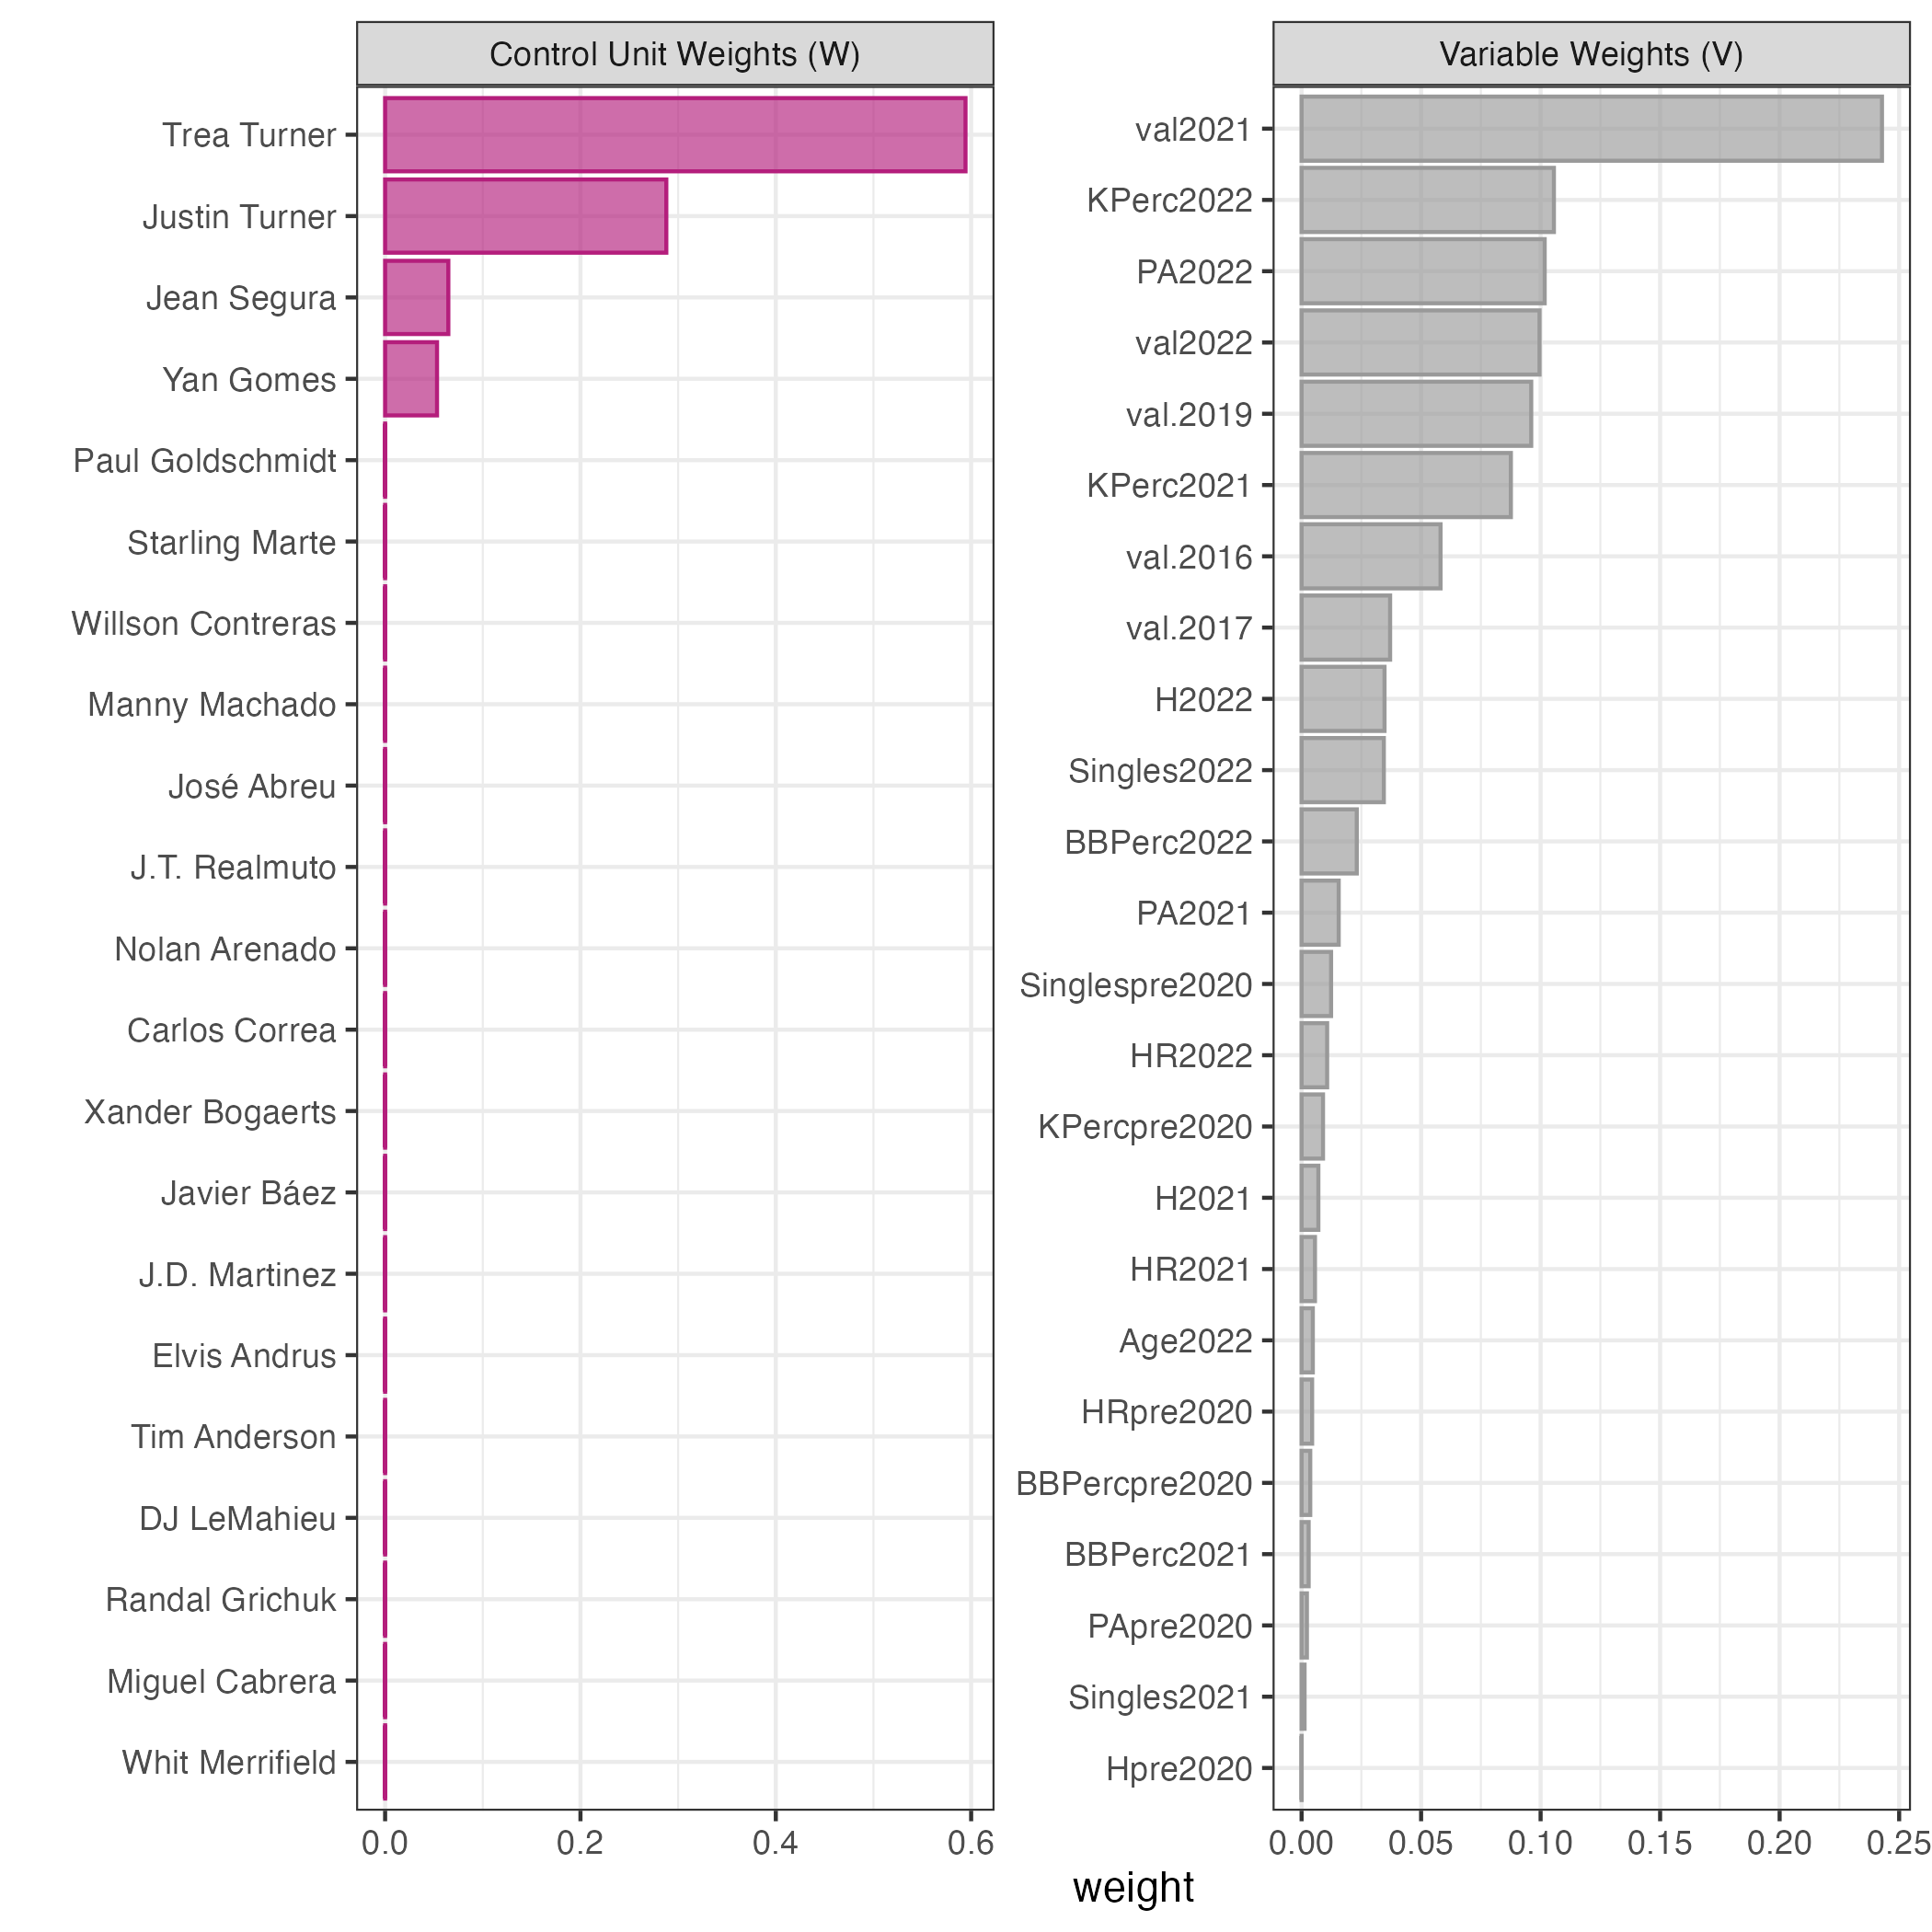 Control Unit Weights (W)
Trea Turner
Justin Turner
Jean Segura
Yan Gomes
Paul Goldschmidt
Starling Marte
Willson Contreras
Manny Machado
José Abreu
J.T. Realmuto
Nolan Arenado
Carlos Correa
Xander Bogaerts
Javier Báez
J.D. Martinez
Elvis Andrus
Tim Anderson
DJ LeMahieu
Randal Grichuk
Miguel Cabrera
Whit Merrifield
0.0 0.2 0.4 0.6
Variable Weights (V)
val2021
KPerc2022
PA2022
val2022
val.2019
KPerc2021
val.2016
val.2017
H2022
Singles2022
BBPerc2022
PA2021
Singlespre2020
HR2022
KPercpre2020
H2021
HR2021
Age2022
HRpre2020
BBPercpre2020
BBPerc2021
PApre2020
Singles2021
Hpre2020
0.00 0.05 0.10 0.15 0.20 0.25
weight